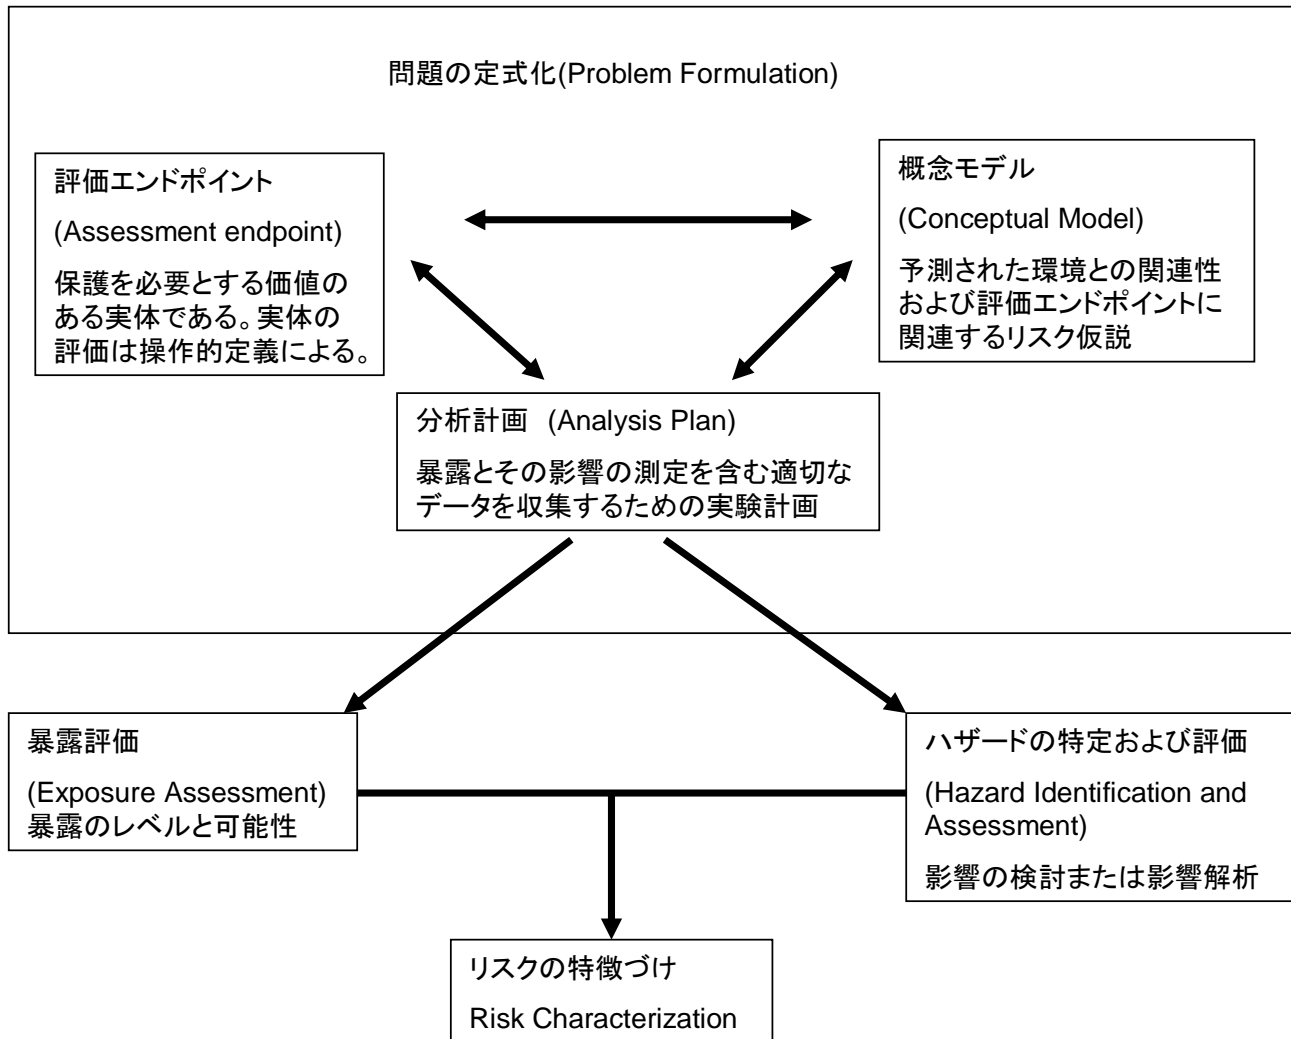 問題の定式化(Problem Formulation)
評価エンドポイント
(Assessment endpoint)
保護を必要とする価値の
ある実体である。実体の
評価は操作的定義による。
概念モデル
(Conceptual Model)
予測された環境との関連性
および評価エンドポイントに
関連するリスク仮説
分析計画 (Analysis Plan)
暴露とその影響の測定を含む適切な
データを収集するための実験計画
暴露評価
(Exposure Assessment)
暴露のレベルと可能性
ハザードの特定および評価
(Hazard Identification and
Assessment)
影響の検討または影響解析
リスクの特徴づけ
Risk Characterization